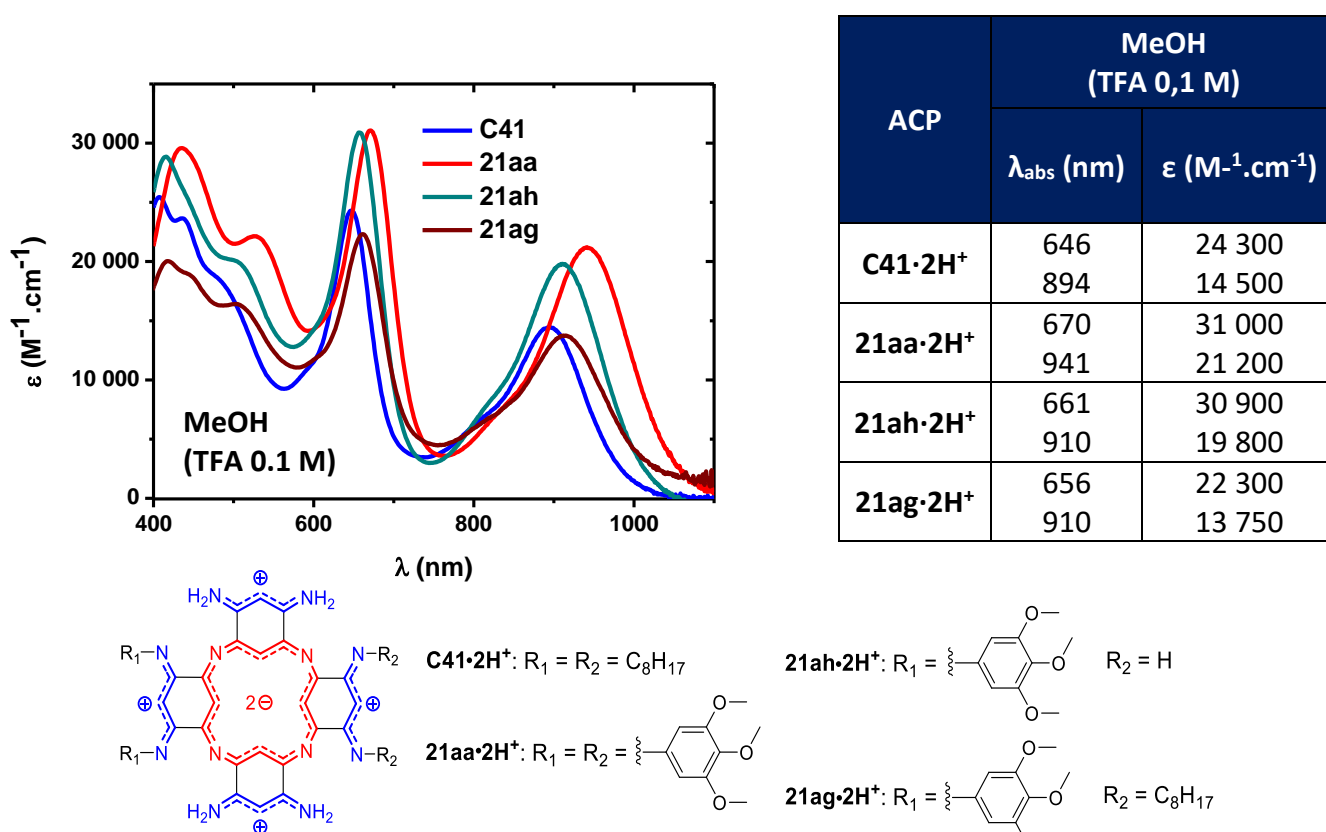 30 000
20 000
10 000
0
ε (M⁻¹.cm⁻¹)
400
600
800
1000
λ (nm)
C41
21aa
21ah
21ag
MeOH
(TFA 0.1 M)
ACP
MeOH
(TFA 0,1 M)
λabs (nm) ε (M-¹.cm⁻¹)
C41·2H⁺
646 24 300
894 14 500
21aa·2H⁺
670 31 000
941 21 200
21ah·2H⁺
661 30 900
910 19 800
21ag·2H⁺
656 22 300
910 13 750
⊕
H₂N NH₂
R₁ N N N N R₂
⊕ 2⊖ ⊕
R₁ N N N N R₂
H₂N NH₂
⊕
C41•2H⁺: R₁ = R₂ = C₈H₁₇
21aa•2H⁺: R₁ = R₂ =
O
O
O
21ah•2H⁺: R₁ =
O
O
O
R₂ = H
21ag•2H⁺: R₁ =
O
O
R₂ = C₈H₁₇